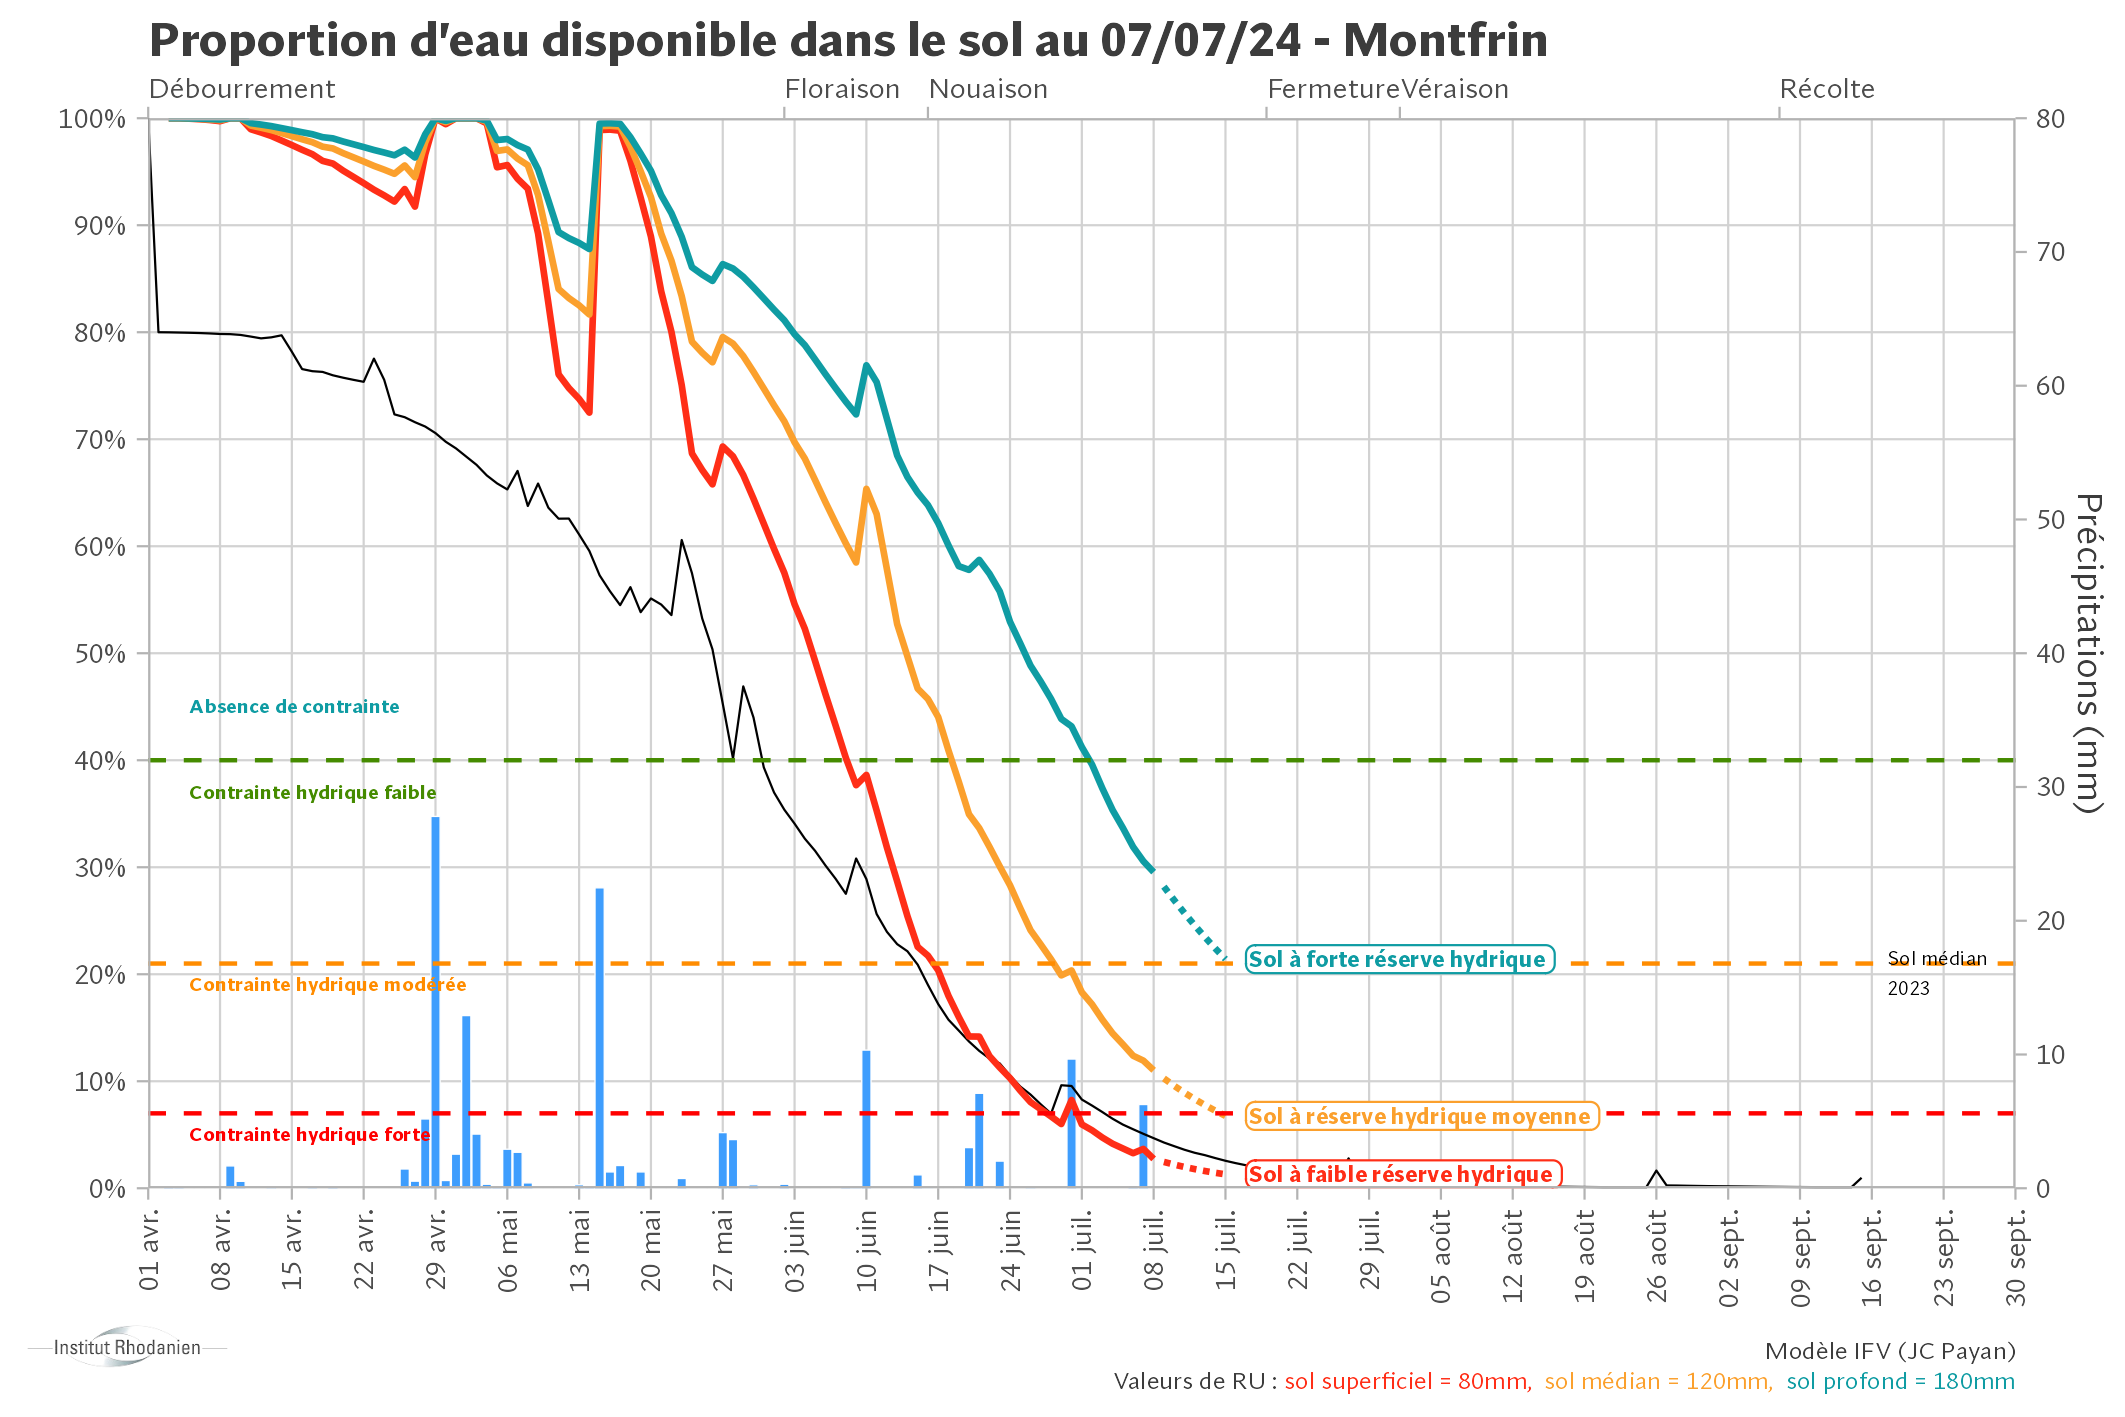 Proportion d'eau disponible dans le sol au 07/07/24 - Montfrin
Débourrement Floraison Nouaison Fermeture Véraison Récolte
100%
90%
80%
70%
60%
50%
40%
30%
20%
10%
0%
80
70
60
50
40
30
20
10
0
Précipitations (mm)
Absence de contrainte
Contrainte hydrique faible
Contrainte hydrique modérée
Contrainte hydrique forte
Sol à forte réserve hydrique
Sol à réserve hydrique moyenne
Sol à faible réserve hydrique
Sol médian
2023
01 avr.
08 avr.
15 avr.
22 avr.
29 avr.
06 mai
13 mai
20 mai
27 mai
03 juin
10 juin
17 juin
24 juin
01 juil.
08 juil.
15 juil.
22 juil.
29 juil.
05 août
12 août
19 août
26 août
02 sept.
09 sept.
16 sept.
23 sept.
30 sept.
Institut Rhodanien
Modèle IFV (JC Payan)
Valeurs de RU : sol superficiel = 80mm, sol médian = 120mm, sol profond = 180mm